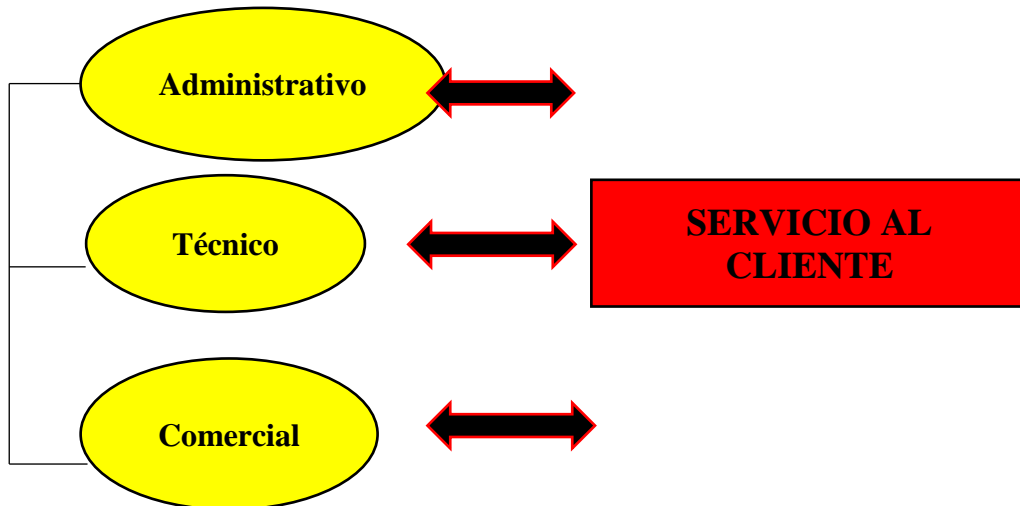 Administrativo
Técnico
SERVICIO AL
CLIENTE
Comercial